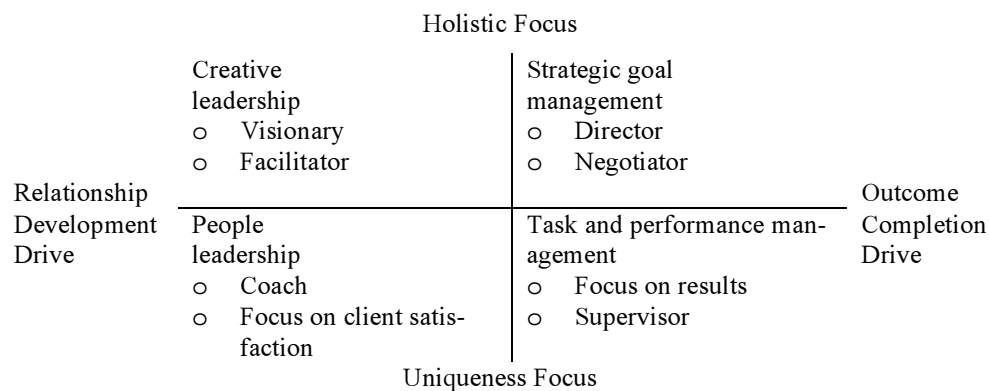 Holistic Focus
Creative
leadership
o Visionary
o Facilitator
Strategic goal
management
o Director
o Negotiator
Relationship
Development
Drive
People
leadership
o Coach
o Focus on client satis-
faction
Task and performance man-
agement
o Focus on results
o Supervisor
Outcome
Completion
Drive
Uniqueness Focus